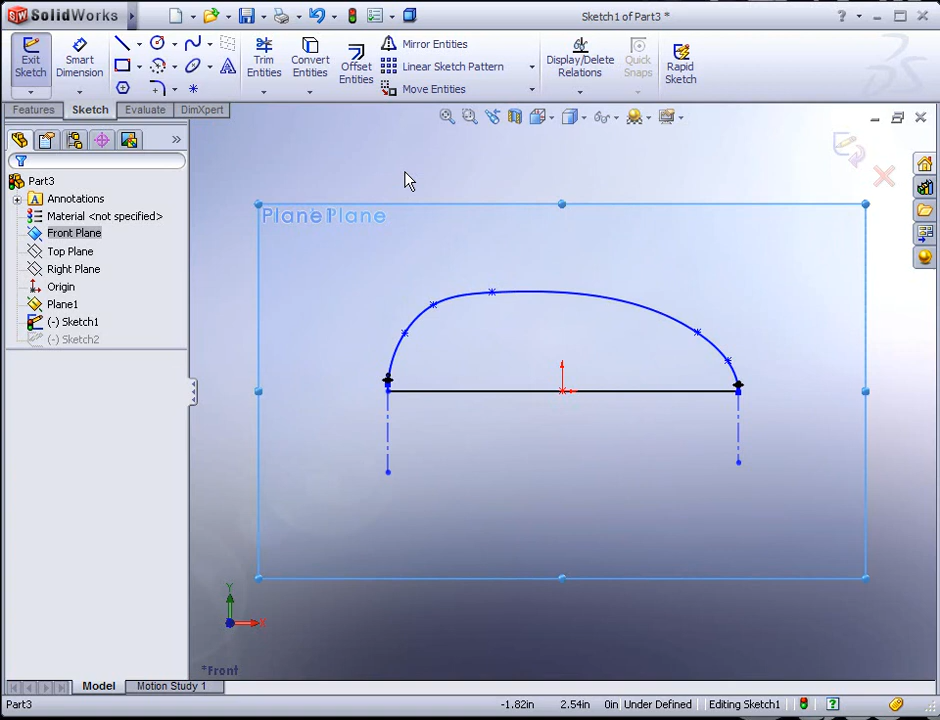 SW SolidWorks
Sketch1 of Part3 *
?
Exit Sketch
Smart Dimension
Trim Entities
Convert Entities
Offset Entities
Mirror Entities
Linear Sketch Pattern
Move Entities
Display/Delete Relations
Quick Snaps
Rapid Sketch
Features
Sketch
Evaluate
DimXpert
»
Part3
A Annotations
Material <not specified>
Front Plane
Top Plane
Right Plane
Origin
Plane1
(-) Sketch1
(-) Sketch2
Y
X
*Front
Model
Motion Study 1
Part3
-1.82in
2.54in
0in
Under Defined
Editing Sketch1
?